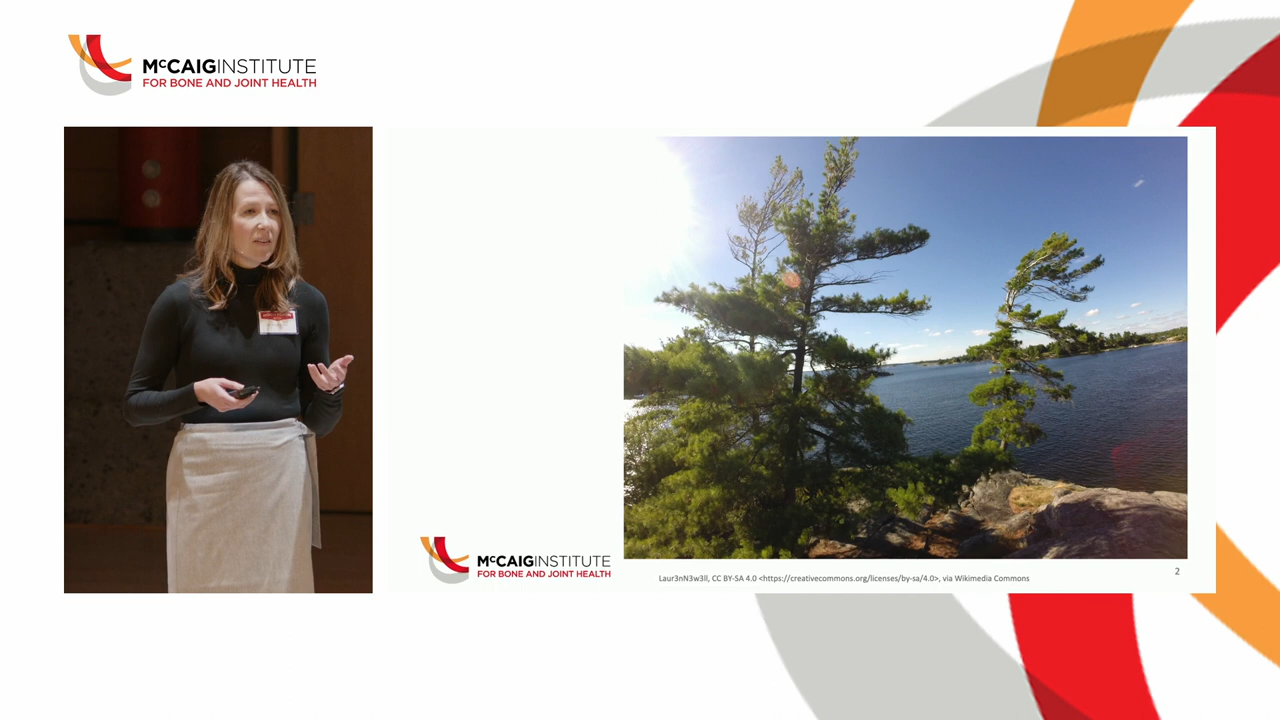 McCAIGINSTITUTE
FOR BONE AND JOINT HEALTH
McCAIGINSTITUTE
FOR BONE AND JOINT HEALTH
Laur3nN3w3ll, CC BY-SA 4.0 <https://creativecommons.org/licenses/by-sa/4.0>, via Wikimedia Commons
2